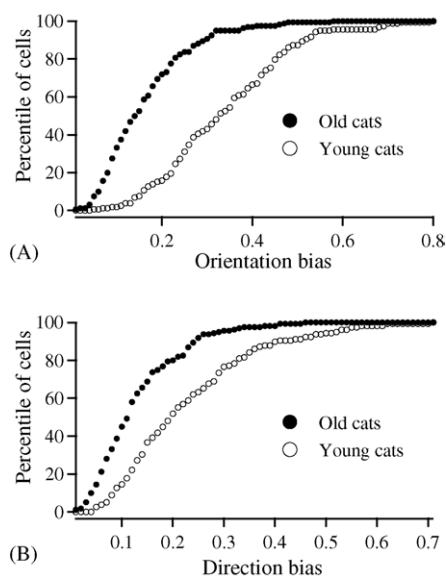 100
80
60
40
20
0
Percentile of cells
Old cats
Young cats
0.2 0.4 0.6 0.8
(A)
Orientation bias
100
80
60
40
20
0
Percentile of cells
Old cats
Young cats
0.1 0.2 0.3 0.4 0.5 0.6 0.7
(B)
Direction bias